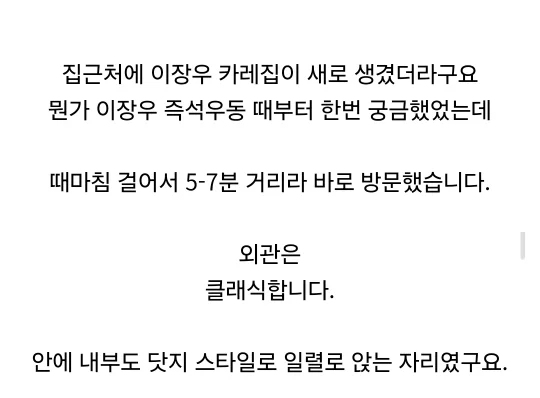 집근처에 이장우 카레집이 새로 생겼더라구요
뭔가 이장우 즉석우동 때부터 한번 궁금했었는데
때마침 걸어서 5-7분 거리라 바로 방문했습니다.
외관은
클래식합니다.
안에 내부도 닷지 스타일로 일렬로 앉는 자리였구요.